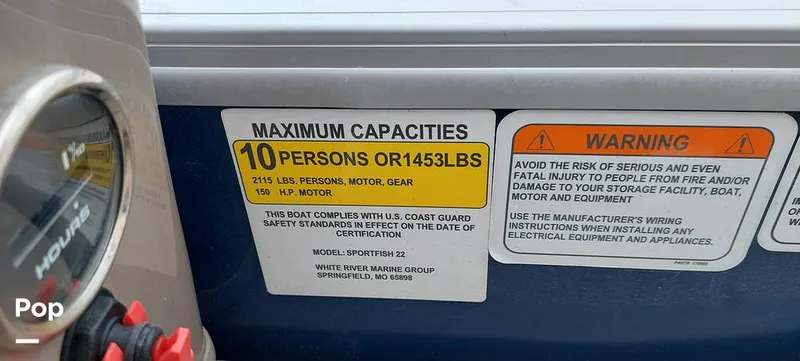 HOURS
MAXIMUM CAPACITIES
10 PERSONS OR 1453LBS
2115 LBS. PERSONS, MOTOR, GEAR
150 H.P. MOTOR
THIS BOAT COMPLIES WITH U.S. COAST GUARD
SAFETY STANDARDS IN EFFECT ON THE DATE OF
CERTIFICATION
MODEL: SPORTFISH 22
WHITE RIVER MARINE GROUP
SPRINGFIELD, MO 65898
WARNING
AVOID THE RISK OF SERIOUS AND EVEN
FATAL INJURY TO PEOPLE FROM FIRE AND/OR
DAMAGE TO YOUR STORAGE FACILITY, BOAT,
MOTOR AND EQUIPMENT
USE THE MANUFACTURER'S WIRING
INSTRUCTIONS WHEN INSTALLING ANY
ELECTRICAL EQUIPMENT AND APPLIANCES.
Pop